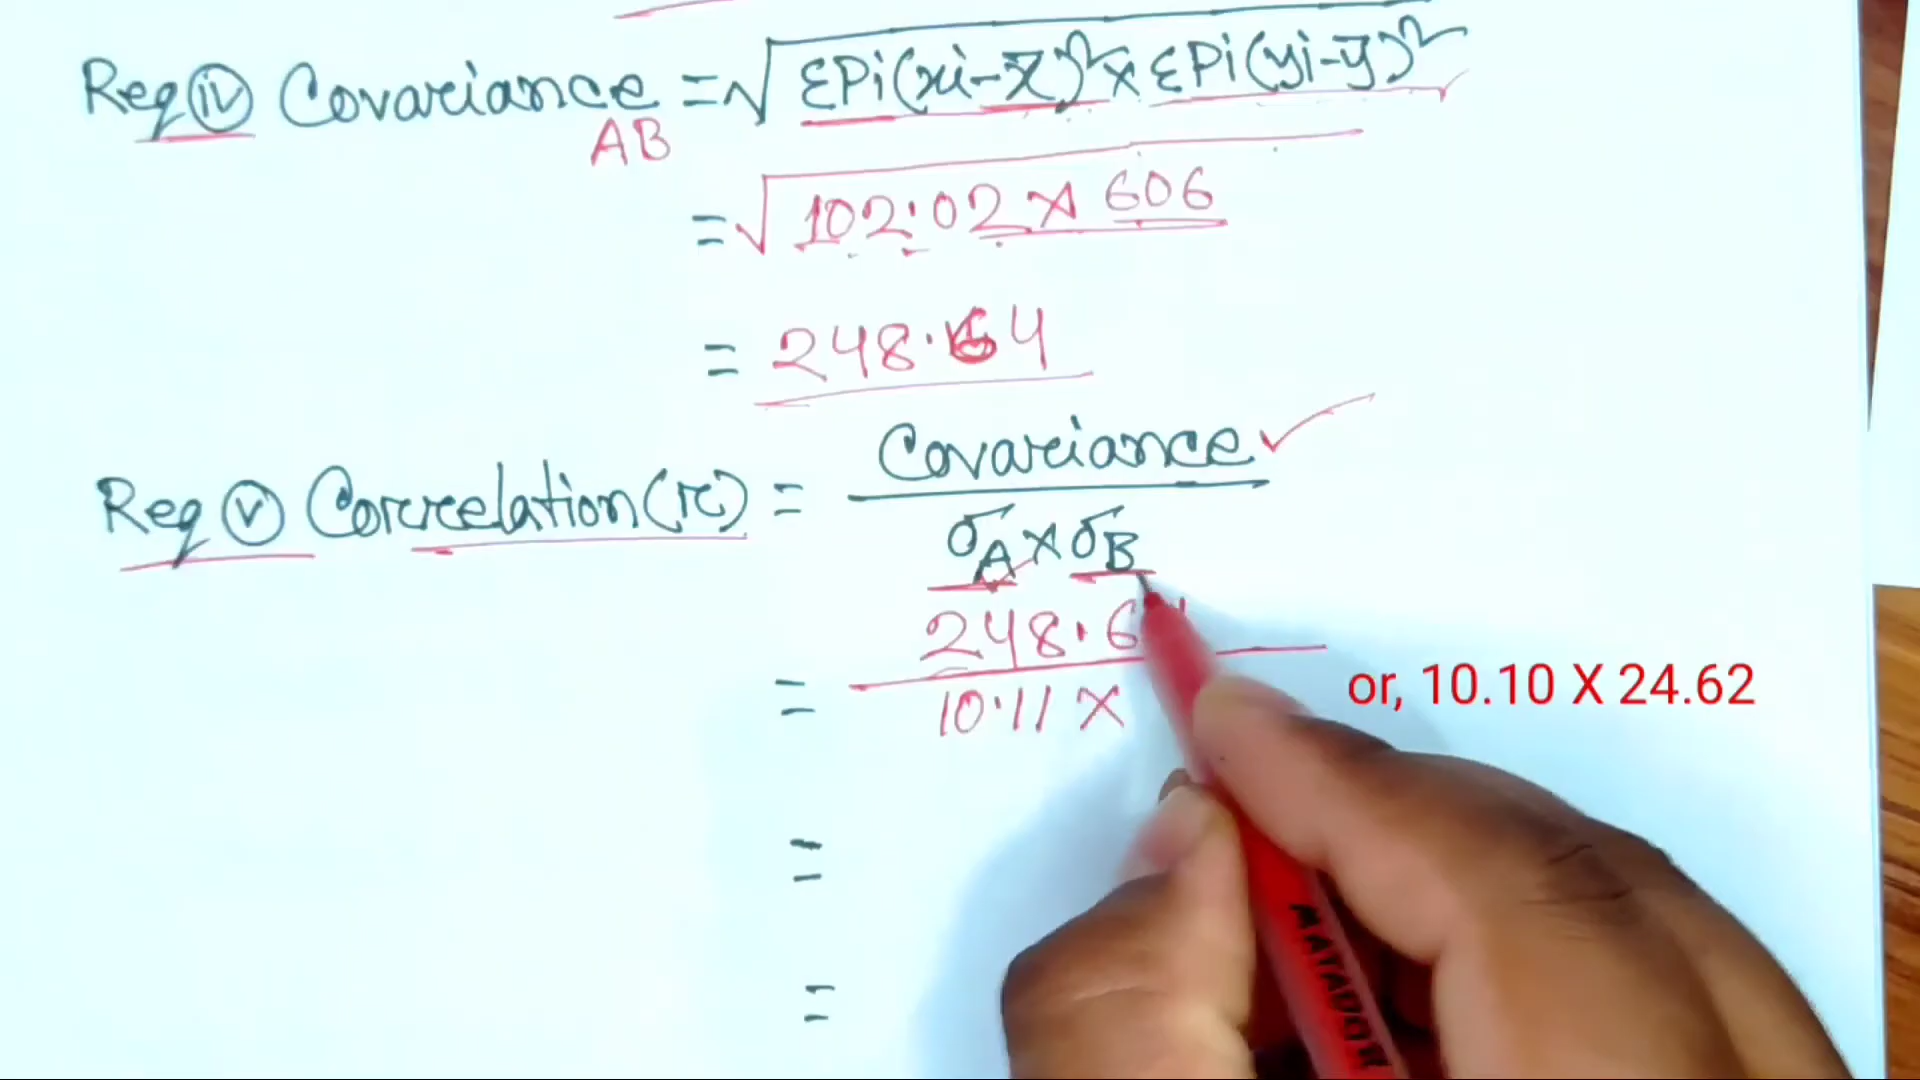 Req (iv) Covariance = √ΣPi(xi-x̄)² × ΣPi(yi-ȳ)²
AB
= √102.02 × 606
= 248.64
Req (v) Correlation (r) = Covariance ✓
σA × σB
= 248.6
10.11 ×
or, 10.10 X 24.62
=
=
MATADOR